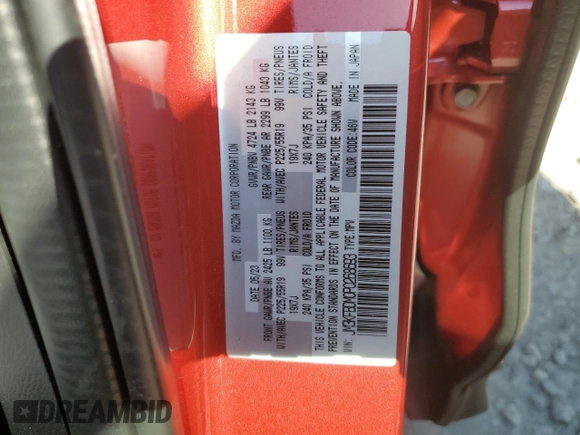 MFD. BY MAZDA MOTOR CORPORATION
DATE: 05/23 GVWR/PNBV 4724 LB 2143 KG
FRONT GAWR/PNBE AV 2425 LB 1100 KG REAR GAWR/PNBE AR 2299 LB 1043 KG
WITH/AVEC P225/55R19 99V TIRES/PNEUS WITH/AVEC P225/55R19 99V TIRES/PNEUS
19X7J RIMS/JANTES 19X7J RIMS/JANTES
240 KPA/35 PSI COLD/A FROID 240 KPA/35 PSI COLD/A FROID
THIS VEHICLE CONFORMS TO ALL APPLICABLE FEDERAL MOTOR VEHICLE SAFETY AND THEFT
PREVENTION STANDARDS IN EFFECT ON THE DATE OF MANUFACTURE SHOWN ABOVE.
VIN: JM3KFBDM0P0268593 TYPE:MPV COLOR CODE:46V MADE IN JAPAN
DREAMBID